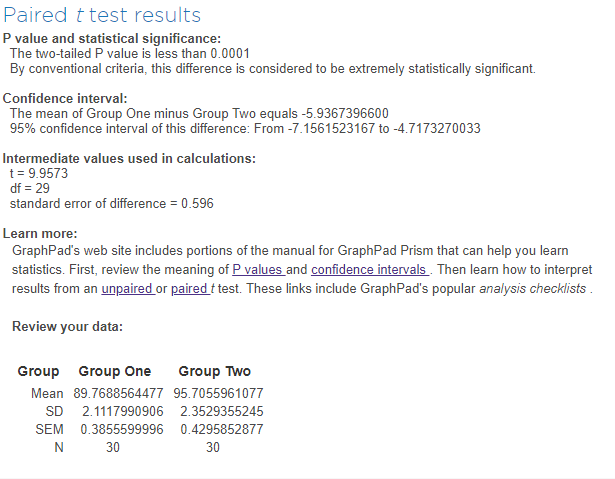 Paired t test results
P value and statistical significance:
The two-tailed P value is less than 0.0001
By conventional criteria, this difference is considered to be extremely statistically significant.
Confidence interval:
The mean of Group One minus Group Two equals -5.9367396600
95% confidence interval of this difference: From -7.1561523167 to -4.7173270033
Intermediate values used in calculations:
t = 9.9573
df = 29
standard error of difference = 0.596
Learn more:
GraphPad's web site includes portions of the manual for GraphPad Prism that can help you learn
statistics. First, review the meaning of P values and confidence intervals . Then learn how to interpret
results from an unpaired or paired t test. These links include GraphPad's popular analysis checklists .
Review your data:
Group Group One Group Two
Mean 89.7688564477 95.7055961077
SD 2.1117990906 2.3529355245
SEM 0.3855599996 0.4295852877
N 30 30